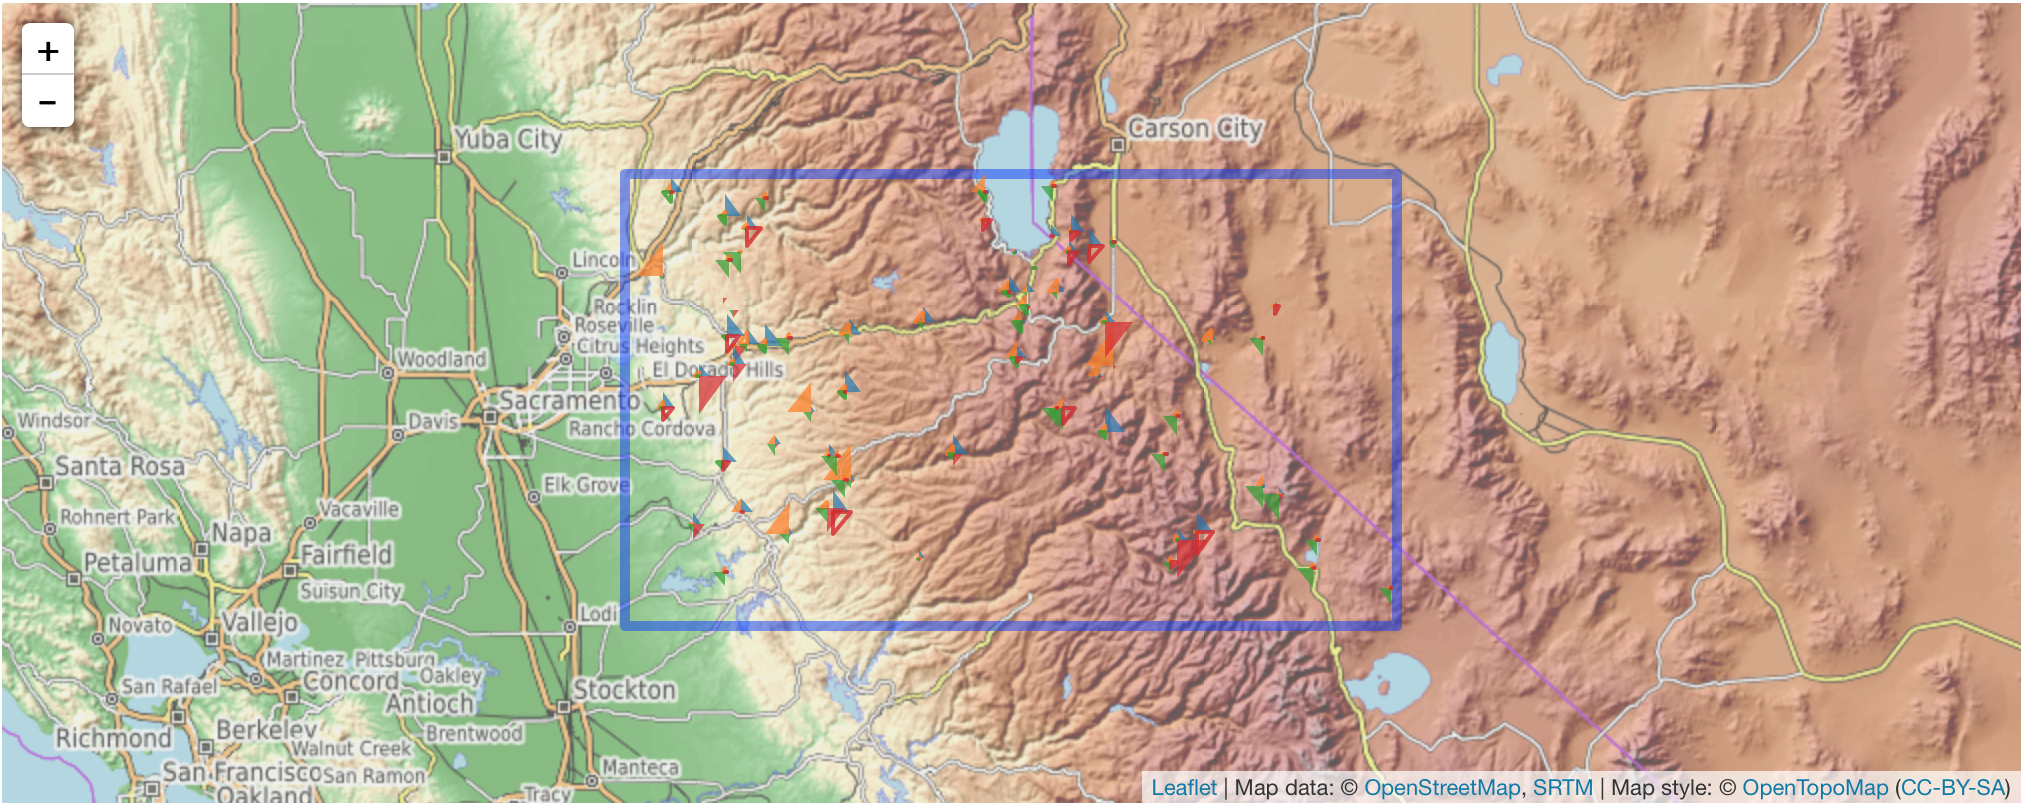 +
−
Yuba City
Carson City
Lincoln
Rocklin
Roseville
Citrus Heights
Woodland
El Dorado Hills
Sacramento
Windsor
Davis
Rancho Cordova
Santa Rosa
Elk Grove
Rohnert Park
Vacaville
Napa
Petaluma
Fairfield
Suisun City
Novato
Vallejo
Lodi
Martinez
Pittsburg
San Rafael
Concord
Oakley
Antioch
Stockton
Richmond
Berkeley
Walnut Creek
Brentwood
San Francisco
San Ramon
Manteca
Oakland
Tracy
Leaflet | Map data: © OpenStreetMap, SRTM | Map style: © OpenTopoMap (CC-BY-SA)